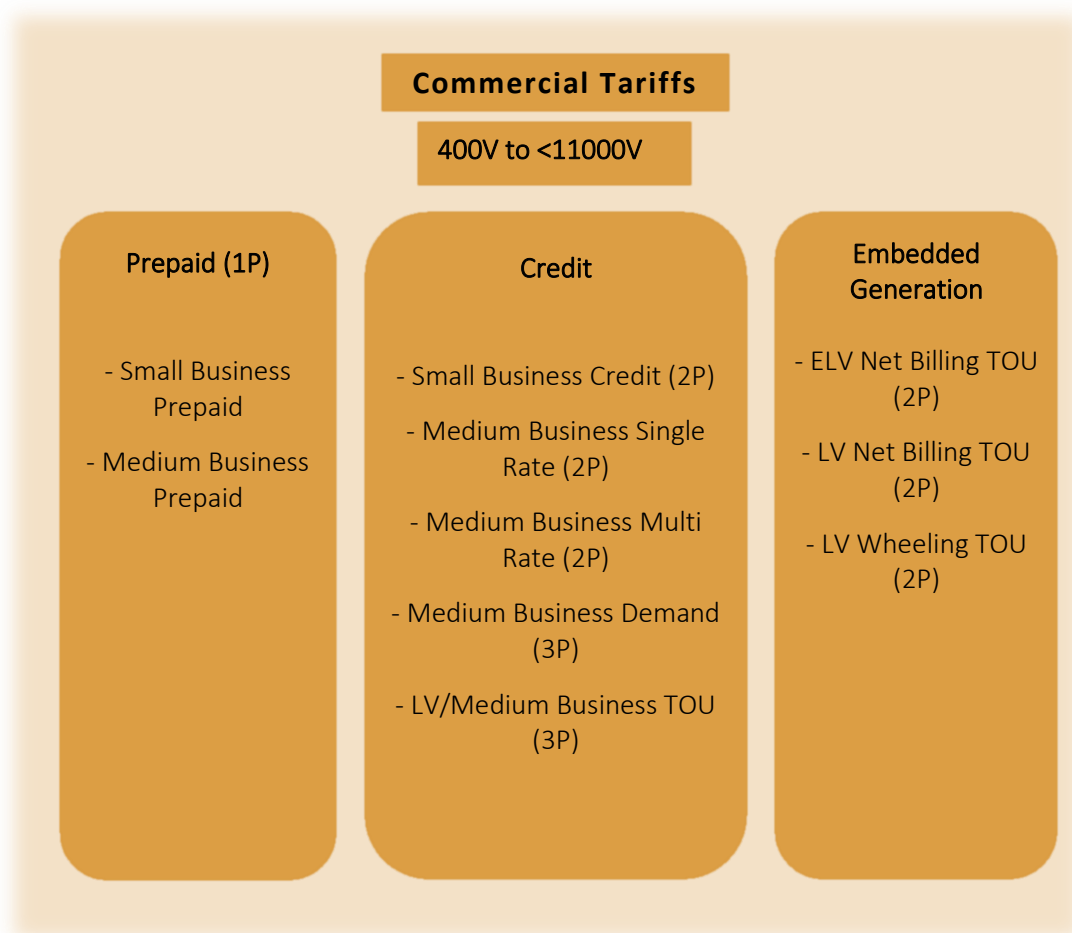 Commercial Tariffs
400V to <11000V
Prepaid (1P)
- Small Business
Prepaid
- Medium Business
Prepaid
Credit
- Small Business Credit (2P)
- Medium Business Single
Rate (2P)
- Medium Business Multi
Rate (2P)
- Medium Business Demand
(3P)
- LV/Medium Business TOU
(3P)
Embedded
Generation
- ELV Net Billing TOU
(2P)
- LV Net Billing TOU
(2P)
- LV Wheeling TOU
(2P)